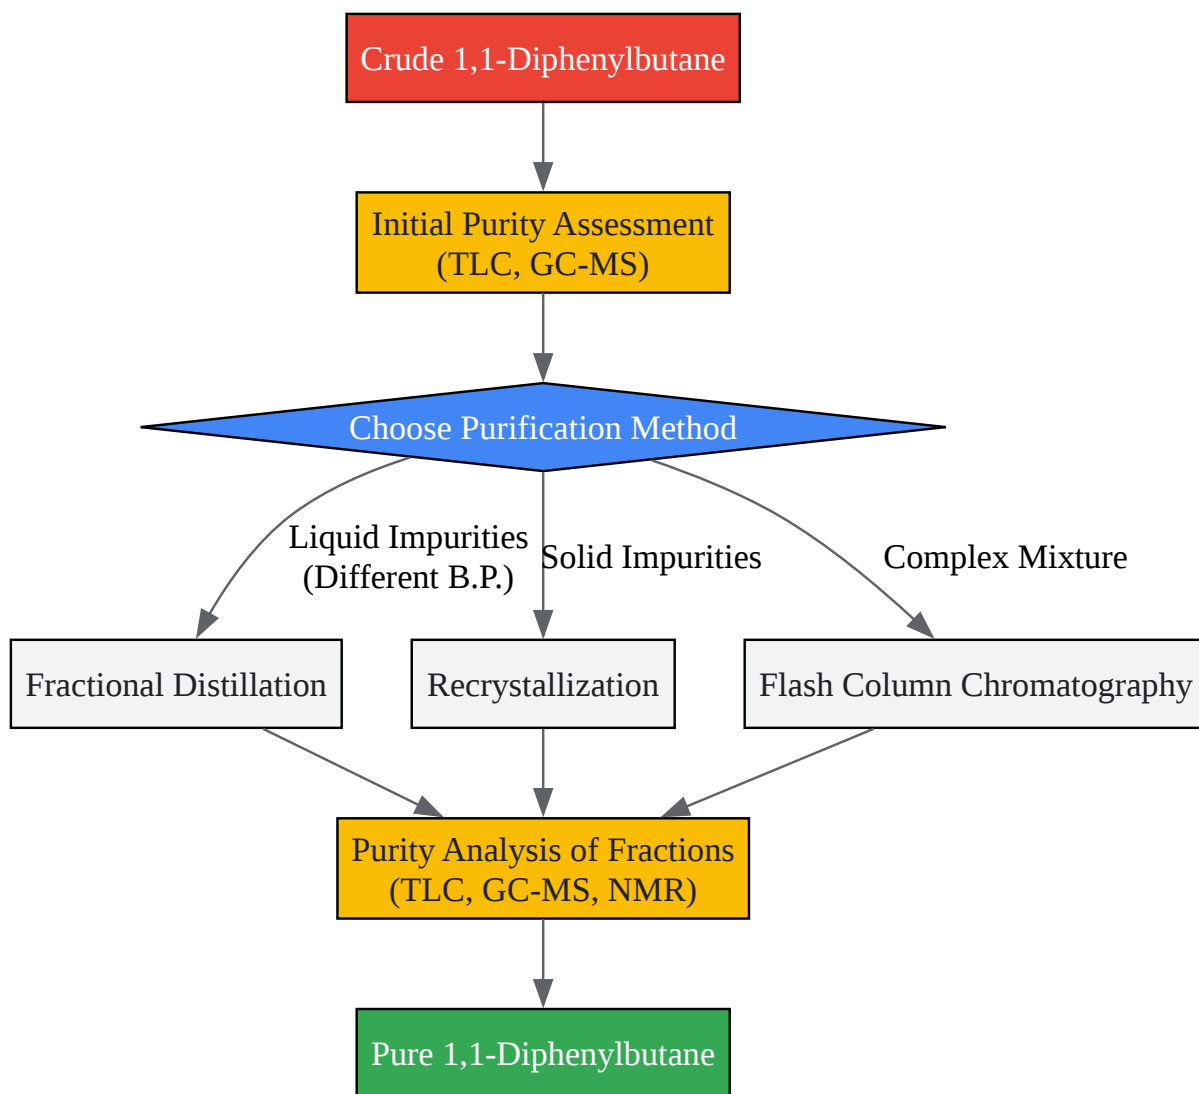 Crude 1,1-Diphenylbutane
Initial Purity Assessment
(TLC, GC-MS)
Choose Purification Method
Liquid Impurities
(Different B.P.)
Solid Impurities
Complex Mixture
Fractional Distillation
Recrystallization
Flash Column Chromatography
Purity Analysis of Fractions
(TLC, GC-MS, NMR)
Pure 1,1-Diphenylbutane